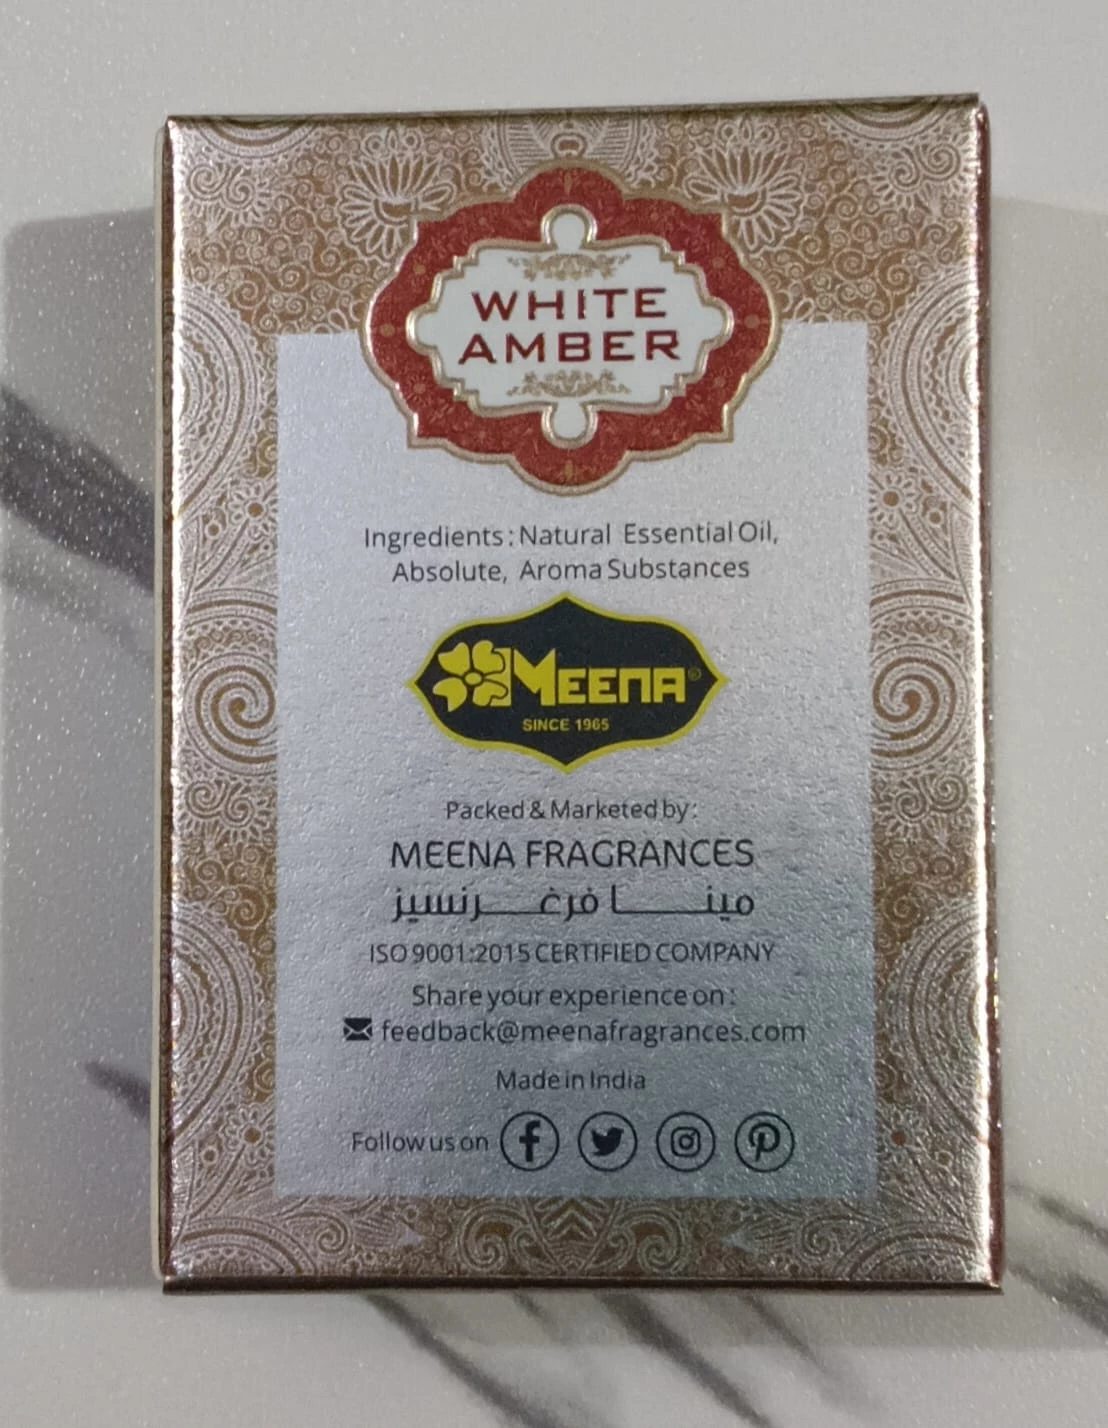 WHITE
AMBER
Ingredients : Natural Essential Oil,
Absolute, Aroma Substances
MEENA®
SINCE 1965
Packed & Marketed by :
MEENA FRAGRANCES
مينا فرغرنسيز
ISO 9001:2015 CERTIFIED COMPANY
Share your experience on :
feedback@meenafragrances.com
Made in India
Follow us on